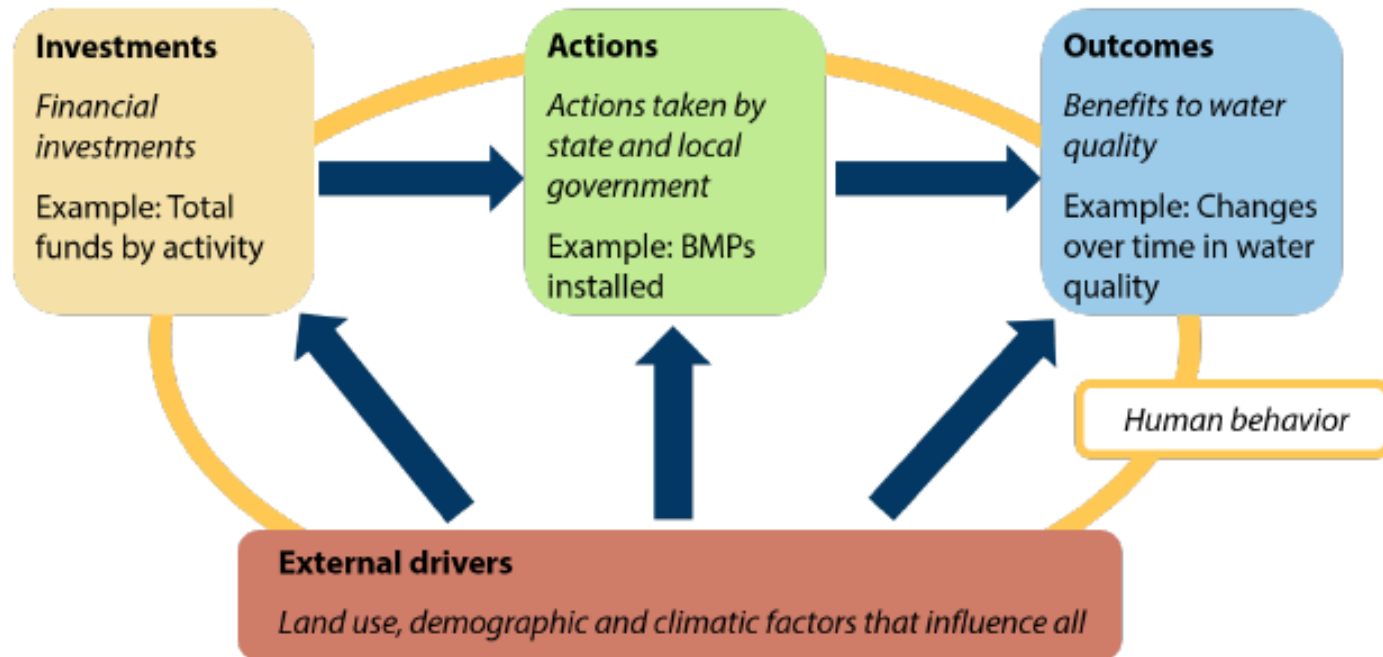 Investments
Financial
investments
Example: Total
funds by activity
Actions
Actions taken by
state and local
government
Example: BMPs
installed
Outcomes
Benefits to water
quality
Example: Changes
over time in water
quality
Human behavior
External drivers
Land use, demographic and climatic factors that influence all